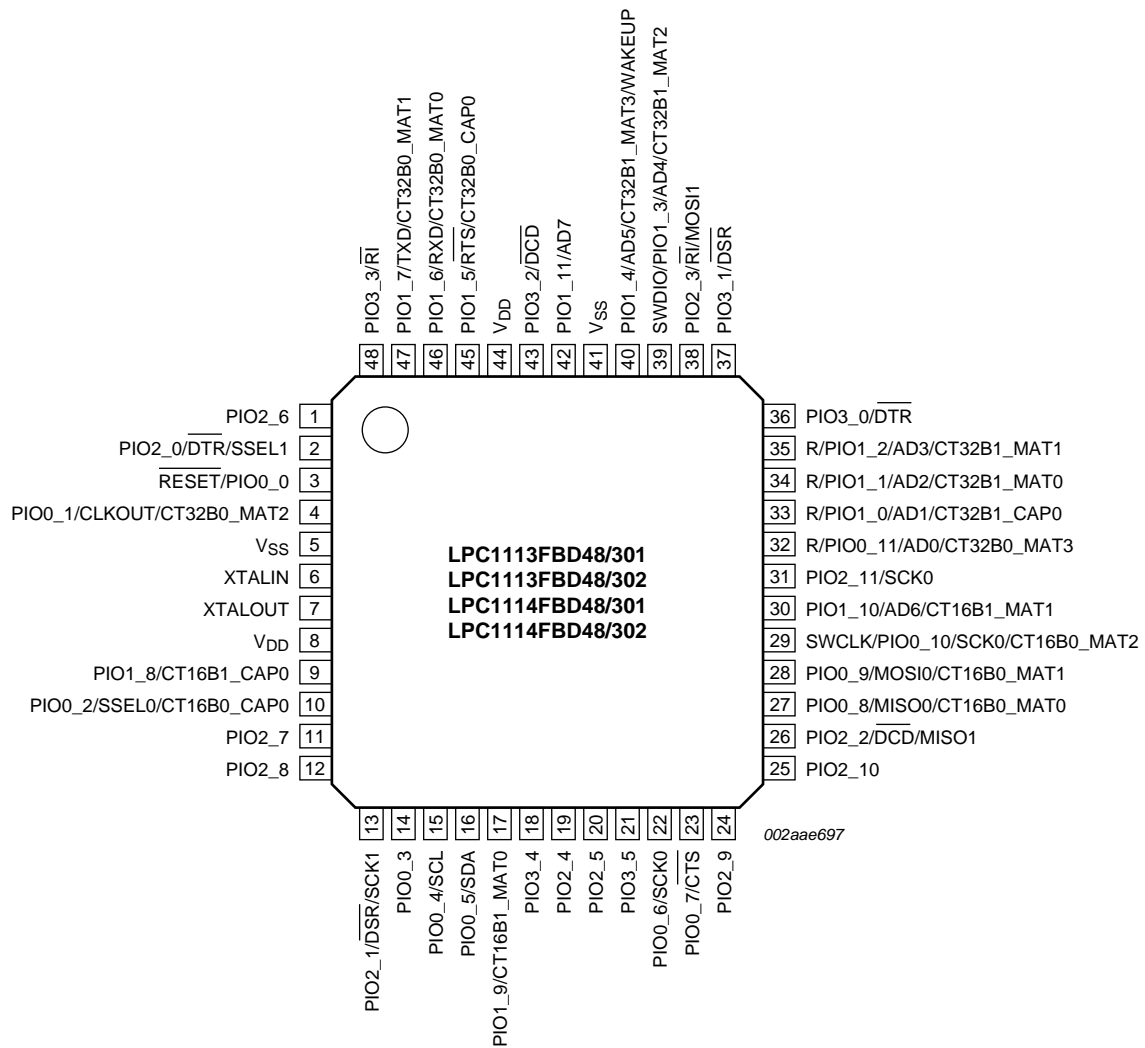 PIO3_3/RI
PIO1_7/TXD/CT32B0_MAT1
PIO1_6/RXD/CT32B0_MAT0
PIO1_5/RTS/CT32B0_CAP0
VDD
PIO3_2/DCD
PIO1_11/AD7
VSS
PIO1_4/AD5/CT32B1_MAT3/WAKEUP
SWDIO/PIO1_3/AD4/CT32B1_MAT2
PIO2_3/RI/MOSI1
PIO3_1/DSR
48
47
46
45
44
43
42
41
40
39
38
37
PIO2_6 1
PIO2_0/DTR/SSEL1 2
RESET/PIO0_0 3
PIO0_1/CLKOUT/CT32B0_MAT2 4
VSS 5
XTALIN 6
XTALOUT 7
VDD 8
PIO1_8/CT16B1_CAP0 9
PIO0_2/SSEL0/CT16B0_CAP0 10
PIO2_7 11
PIO2_8 12
LPC1113FBD48/301
LPC1113FBD48/302
LPC1114FBD48/301
LPC1114FBD48/302
36 PIO3_0/DTR
35 R/PIO1_2/AD3/CT32B1_MAT1
34 R/PIO1_1/AD2/CT32B1_MAT0
33 R/PIO1_0/AD1/CT32B1_CAP0
32 R/PIO0_11/AD0/CT32B0_MAT3
31 PIO2_11/SCK0
30 PIO1_10/AD6/CT16B1_MAT1
29 SWCLK/PIO0_10/SCK0/CT16B0_MAT2
28 PIO0_9/MOSI0/CT16B0_MAT1
27 PIO0_8/MISO0/CT16B0_MAT0
26 PIO2_2/DCD/MISO1
25 PIO2_10
13
14
15
16
17
18
19
20
21
22
23
24
PIO2_1/DSR/SCK1
PIO0_3
PIO0_4/SCL
PIO0_5/SDA
PIO1_9/CT16B1_MAT0
PIO3_4
PIO2_4
PIO2_5
PIO3_5
PIO0_6/SCK0
PIO0_7/CTS
PIO2_9
002aae697